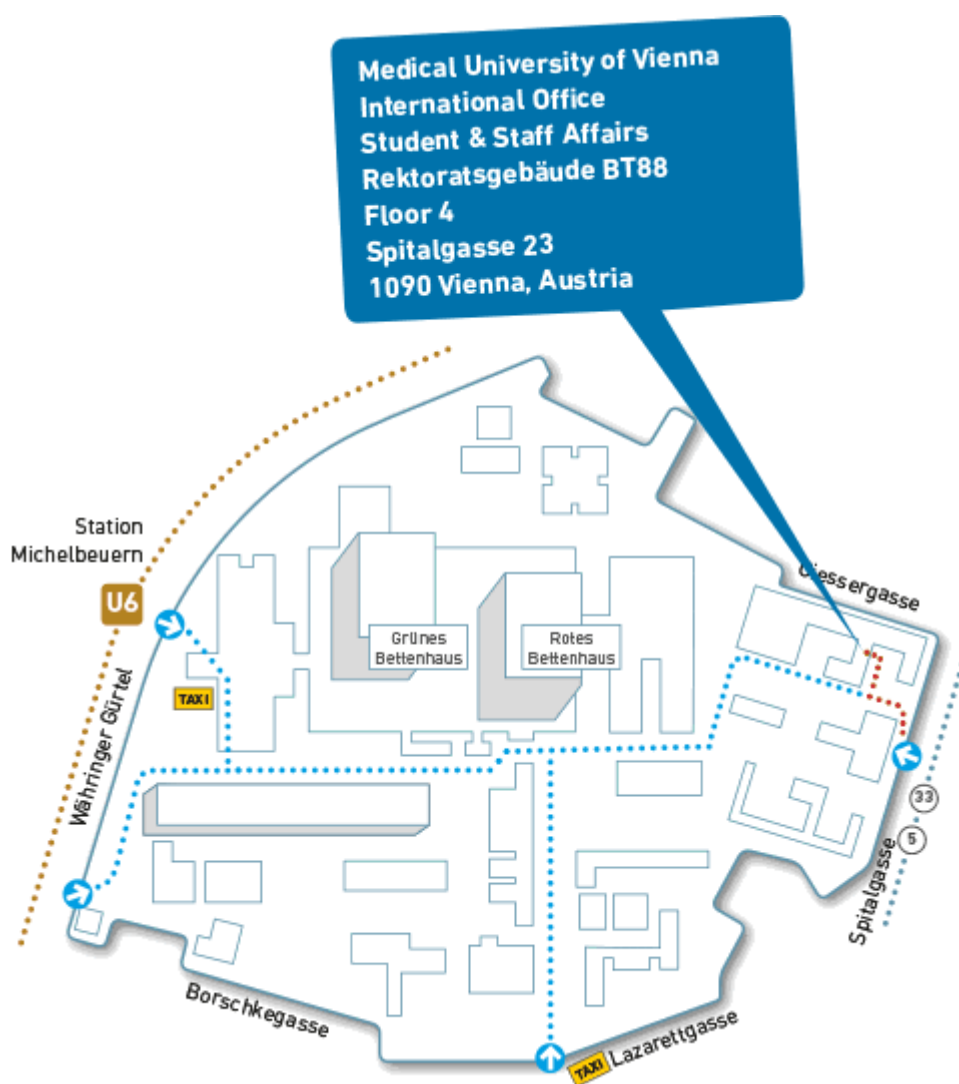 Medical University of Vienna
International Office
Student & Staff Affairs
Rektoratsgebäude BT88
Floor 4
Spitalgasse 23
1090 Vienna, Austria
Station
Michelbeuern
U6
Giessergasse
Grünes
Bettenhaus
Rotes
Bettenhaus
TAXI
Währinger Gürtel
33
5
Spitalgasse
Borschkegasse
TAXI
Lazarettgasse